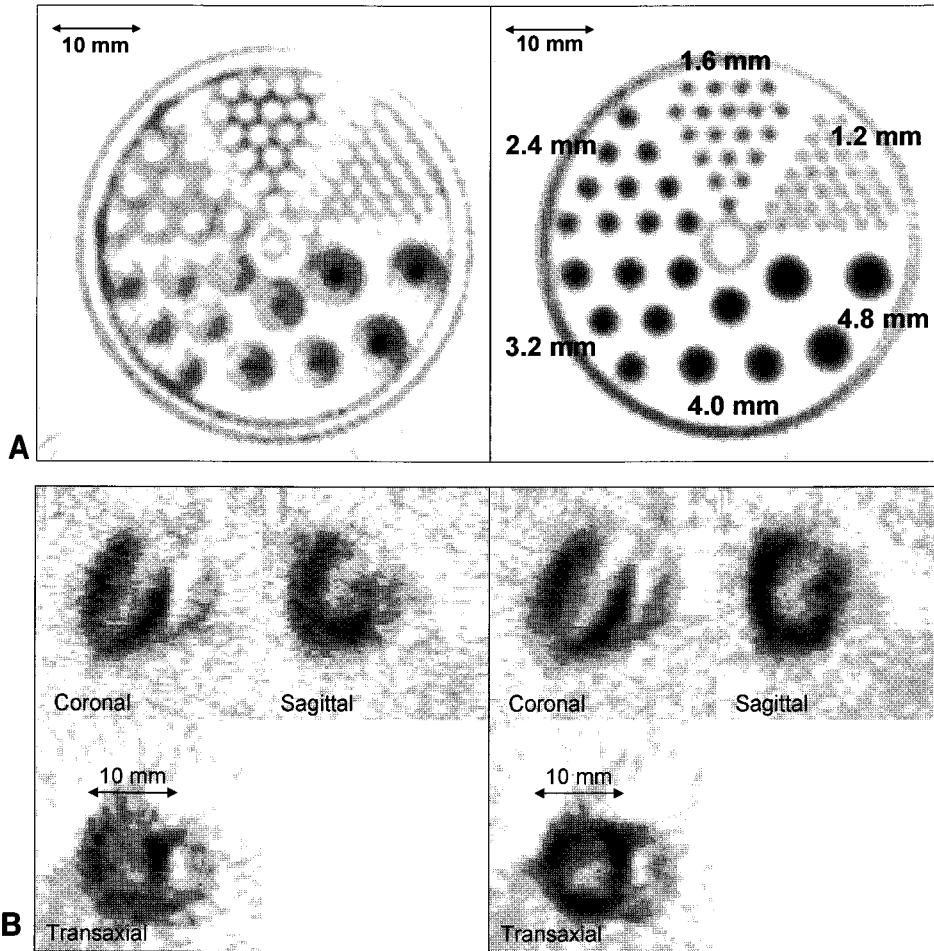 10 mm
10 mm
1.6 mm
2.4 mm
1.2 mm
4.8 mm
3.2 mm
4.0 mm
A
Coronal
Sagittal
Coronal
Sagittal
10 mm
10 mm
Transaxial
Transaxial
B